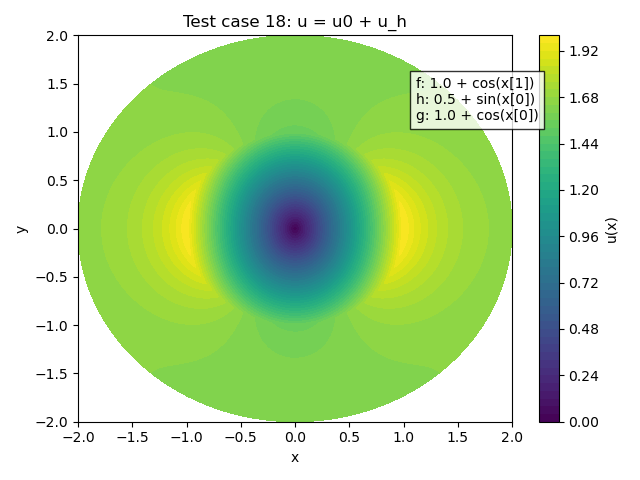 Test case 18: u = u0 + u_h
2.0
1.5
1.0
0.5
0.0
−0.5
−1.0
−1.5
−2.0
y
f: 1.0 + cos(x[1])
h: 0.5 + sin(x[0])
g: 1.0 + cos(x[0])
−2.0 −1.5 −1.0 −0.5 0.0 0.5 1.0 1.5 2.0
x
1.92
1.68
1.44
1.20
0.96
0.72
0.48
0.24
0.00
u(x)